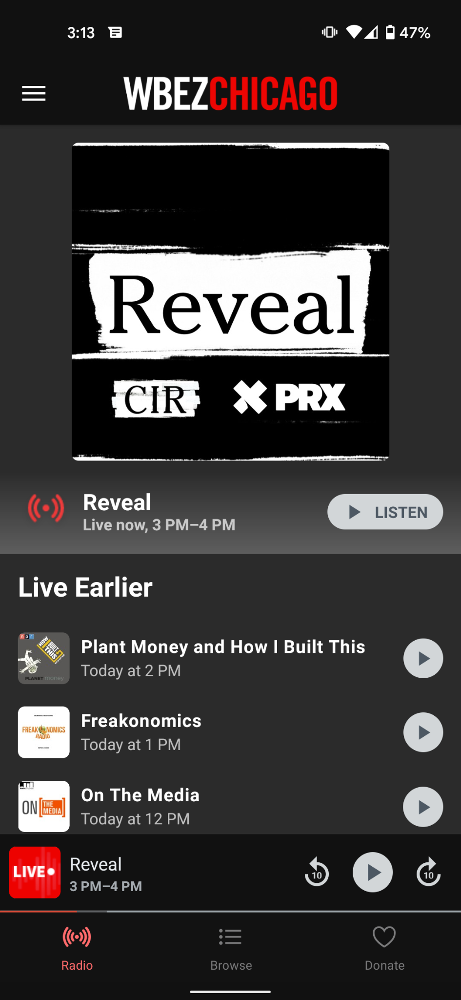 3:13
47%
WBEZCHICAGO
Reveal
CIR PRX
Reveal
Live now, 3 PM–4 PM
LISTEN
Live Earlier
npr
HOW I
BUILT
THIS
PLANET money
Plant Money and How I Built This
Today at 2 PM
FREAKONOMICS
RADIO
Freakonomics
Today at 1 PM
ON THE
MEDIA
On The Media
Today at 12 PM
LIVE
Reveal
3 PM–4 PM
10
10
Radio
Browse
Donate